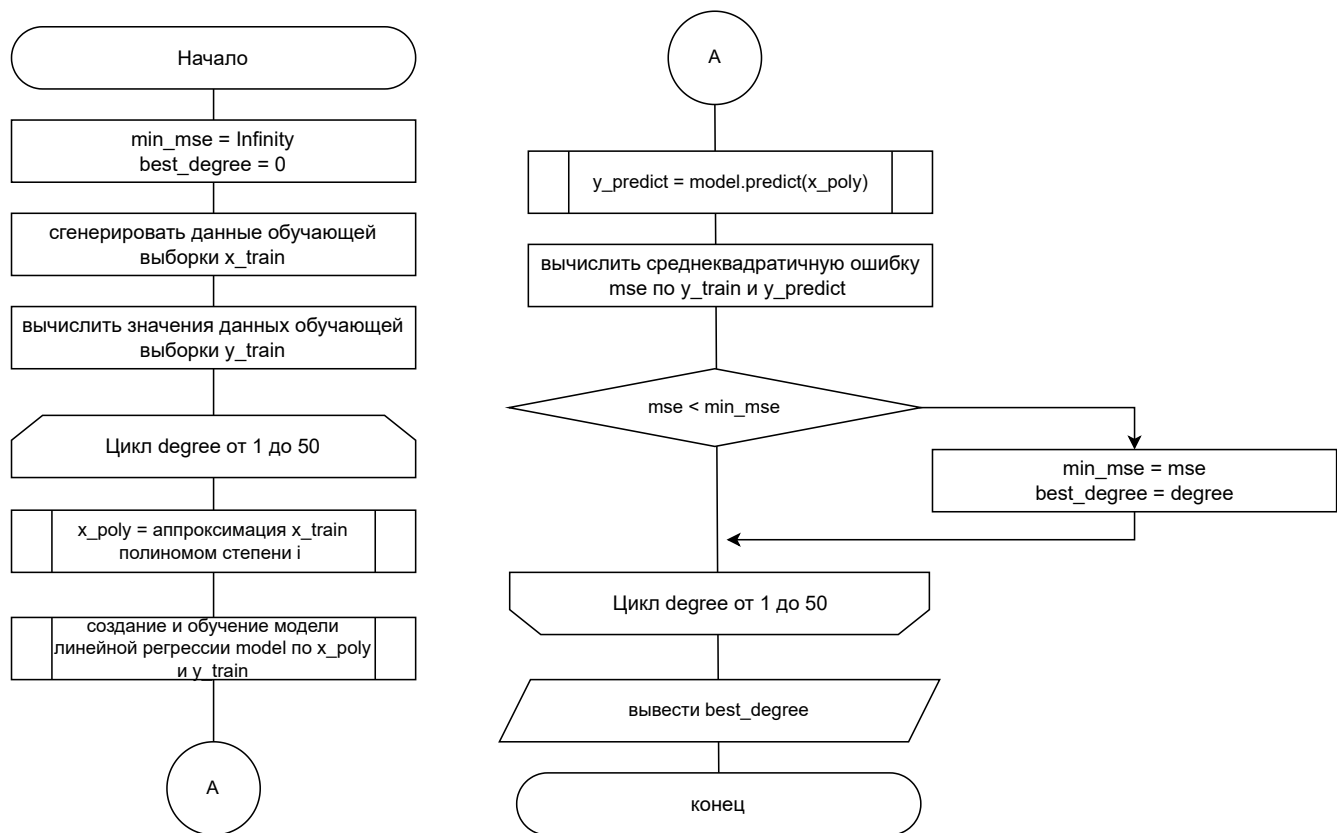 Начало
min_mse = Infinity
best_degree = 0
сгенерировать данные обучающей
выборки x_train
вычислить значения данных обучающей
выборки y_train
Цикл degree от 1 до 50
x_poly = аппроксимация x_train
полиномом степени i
создание и обучение модели
линейной регрессии model по x_poly
и y_train
A
A
y_predict = model.predict(x_poly)
вычислить среднеквадратичную ошибку
mse по y_train и y_predict
mse < min_mse
min_mse = mse
best_degree = degree
Цикл degree от 1 до 50
вывести best_degree
конец